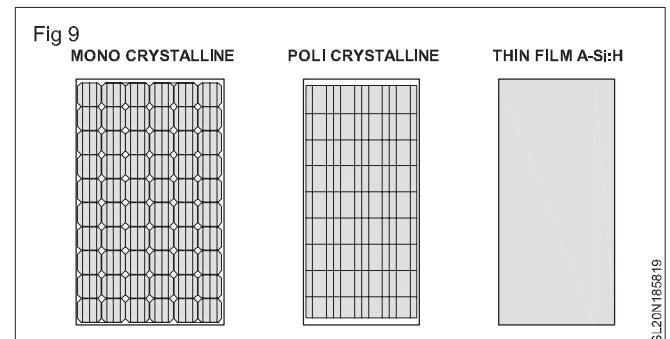 Fig 9
MONO CRYSTALLINE
POLI CRYSTALLINE
THIN FILM A-Si:H
SL20N185819